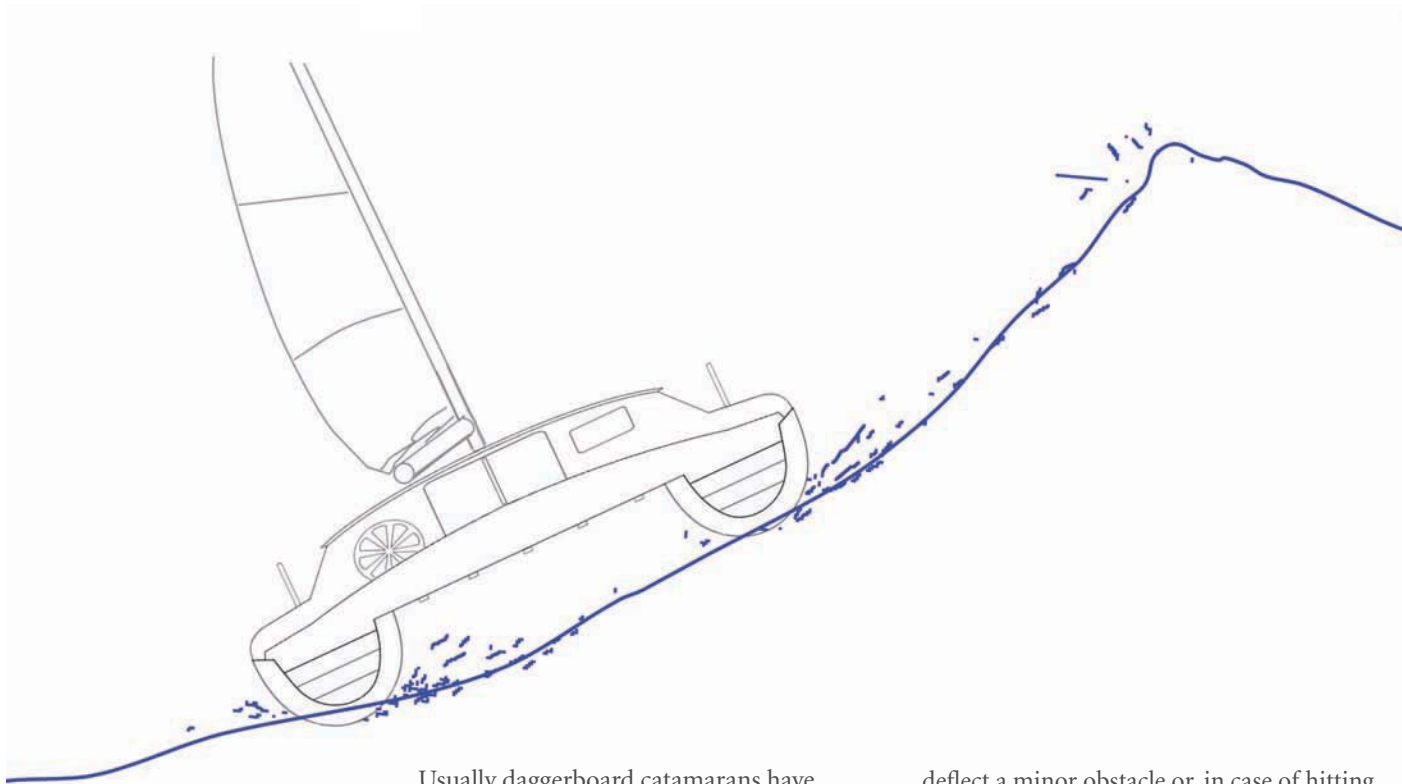 Usually daggerboard catamarans have
deflect a minor obstacle or, in case of hitting